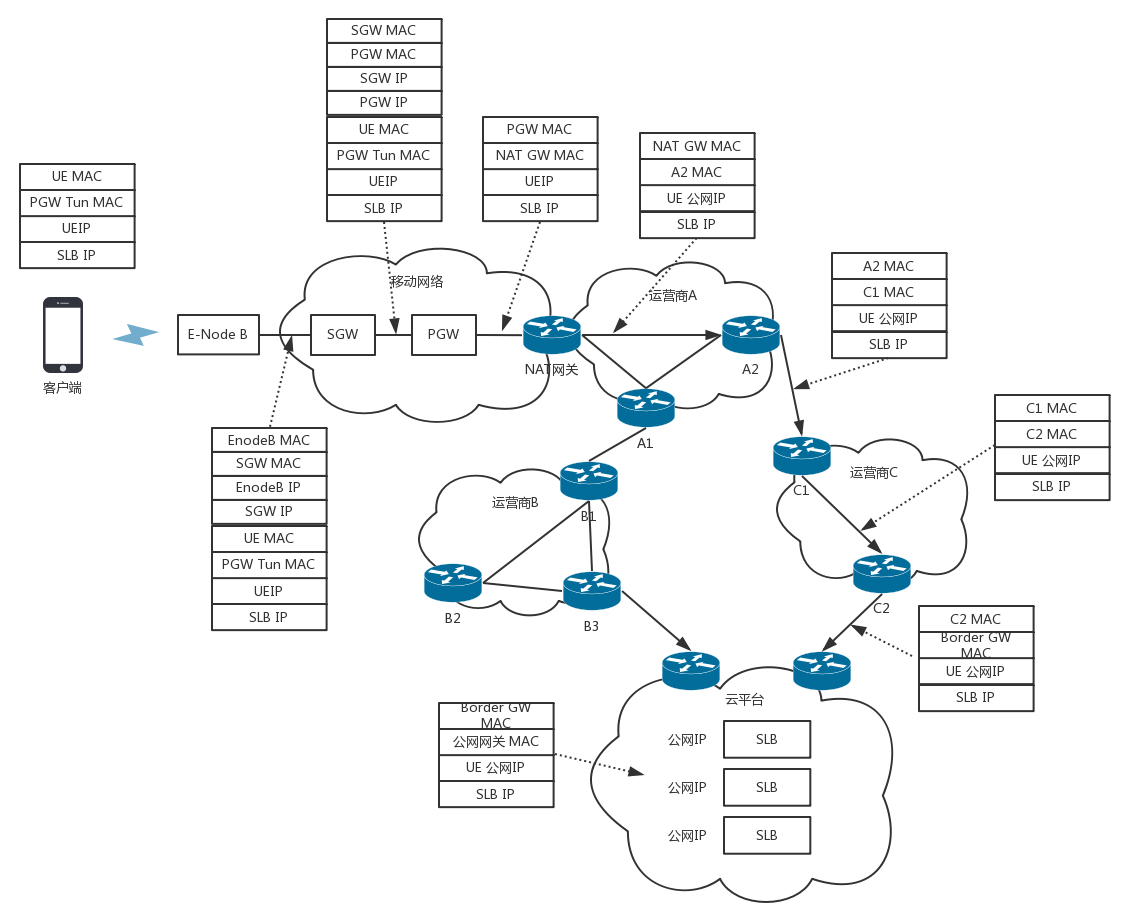 SGW MAC
PGW MAC
SGW IP
PGW IP
UE MAC
PGW Tun MAC
UEIP
SLB IP
PGW MAC
NAT GW MAC
UEIP
SLB IP
NAT GW MAC
A2 MAC
UE 公网IP
SLB IP
UE MAC
PGW Tun MAC
UEIP
SLB IP
A2 MAC
C1 MAC
UE 公网IP
SLB IP
移动网络
运营商A
E-Node B
SGW
PGW
NAT网关
A2
客户端
A1
C1 MAC
C2 MAC
UE 公网IP
SLB IP
EnodeB MAC
SGW MAC
EnodeB IP
SGW IP
UE MAC
PGW Tun MAC
UEIP
SLB IP
运营商B
B1
B2
B3
运营商C
C1
C2
C2 MAC
Border GW
MAC
UE 公网IP
SLB IP
Border GW
MAC
公网网关 MAC
UE 公网IP
SLB IP
云平台
公网IP SLB
公网IP SLB
公网IP SLB